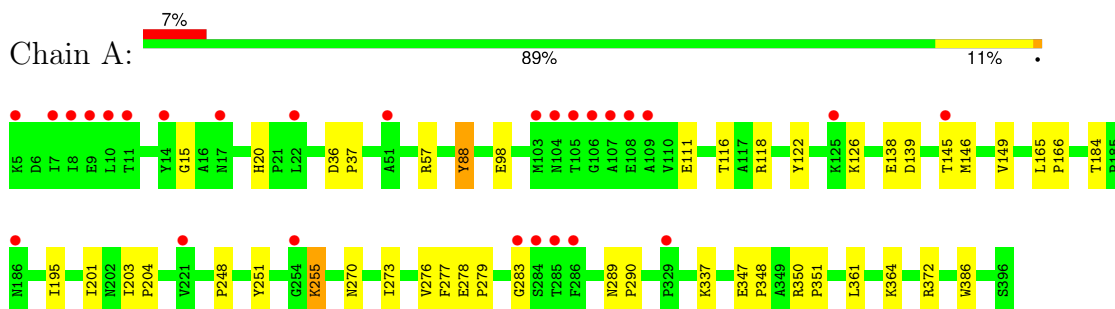 7%
Chain A:
89% 11% •
K5 D6 I7 I8 E9 L10 T11 Y14 G15 A16 N17 H20 P21 L22 D36 P37 A51 R57 Y88 E98 M103 N104 T105 G106 A107 E108 A109 V110 E111 T116 A117 R118 Y122 K125 K126 E138 D139 T145 M146 V149 L165 P166 T184 P185
N186 I195 I201 N202 I203 P204 V221 P248 Y251 G254 K255 N270 I273 V276 F277 E278 P279 G283 S284 T285 F286 N289 P290 P329 K337 E347 P348 A349 R350 P351 L361 K364 R372 W386 S396